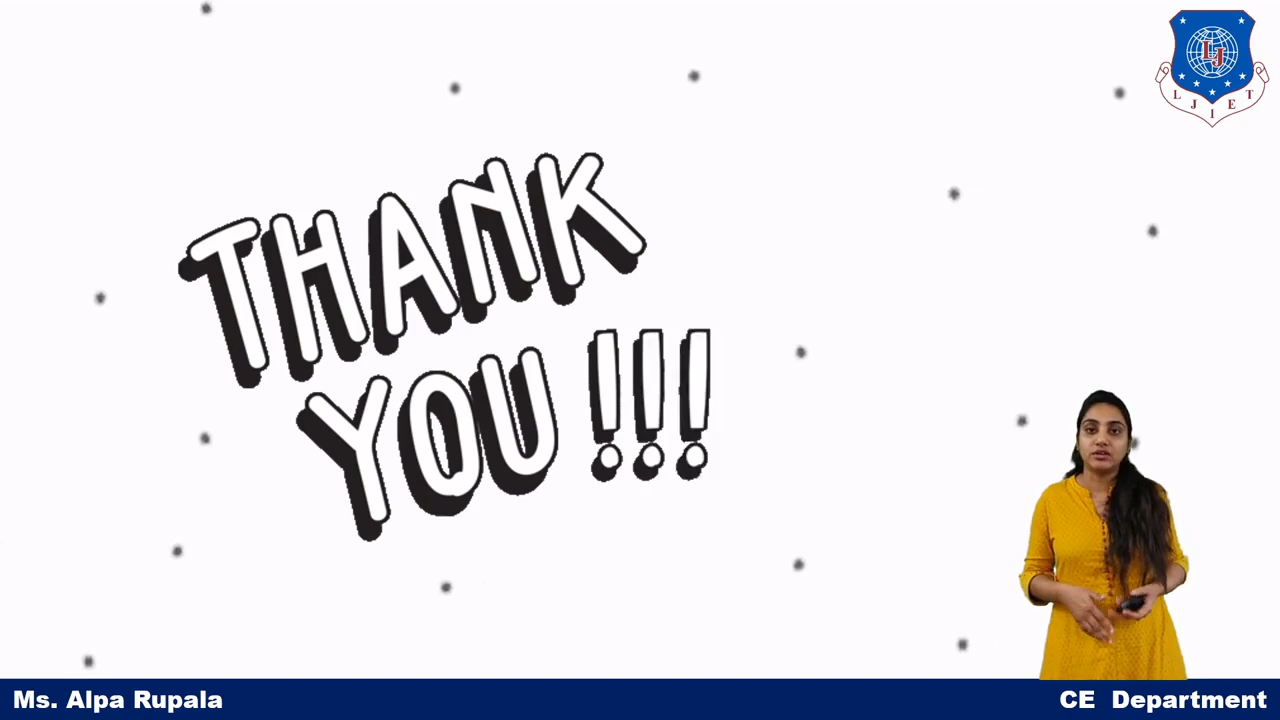 LJ
L J I E T
THANK
YOU !!!
Ms. Alpa Rupala
CE Department